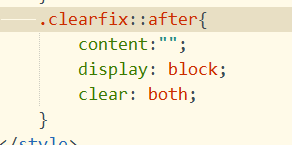 .clearfix::after{
content:"";
display: block;
clear: both;
}
</style>